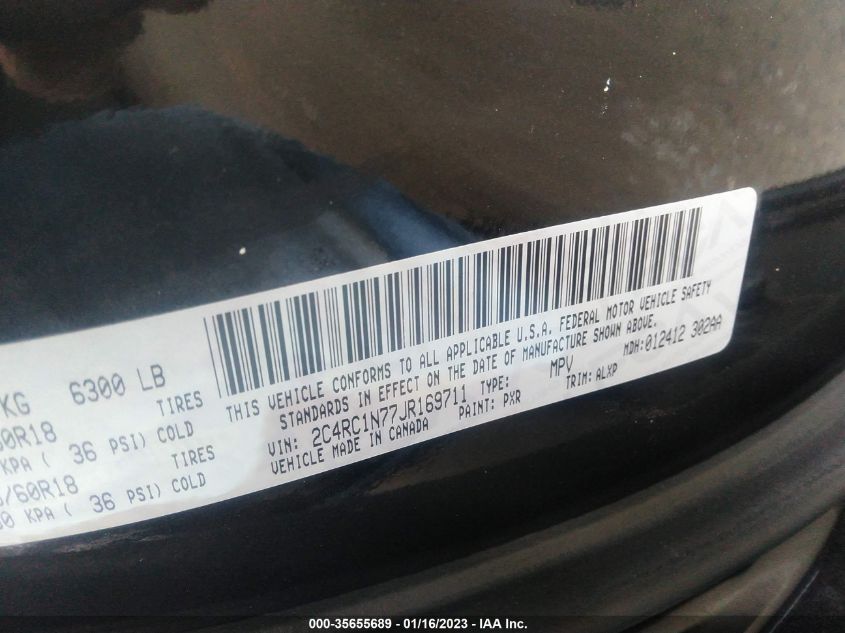 KG 6300 LB
60R18 TIRES
KPA ( 36 PSI) COLD
/60R18 TIRES
KPA ( 36 PSI) COLD
THIS VEHICLE CONFORMS TO ALL APPLICABLE U.S.A. FEDERAL MOTOR VEHICLE SAFETY
STANDARDS IN EFFECT ON THE DATE OF MANUFACTURE SHOWN ABOVE.
VIN: 2C4RC1N77JR169711 TYPE: MPV MDH:012412 302AA
VEHICLE MADE IN CANADA PAINT: PXR TRIM: ALXP
000-35655689 - 01/16/2023 - IAA Inc.